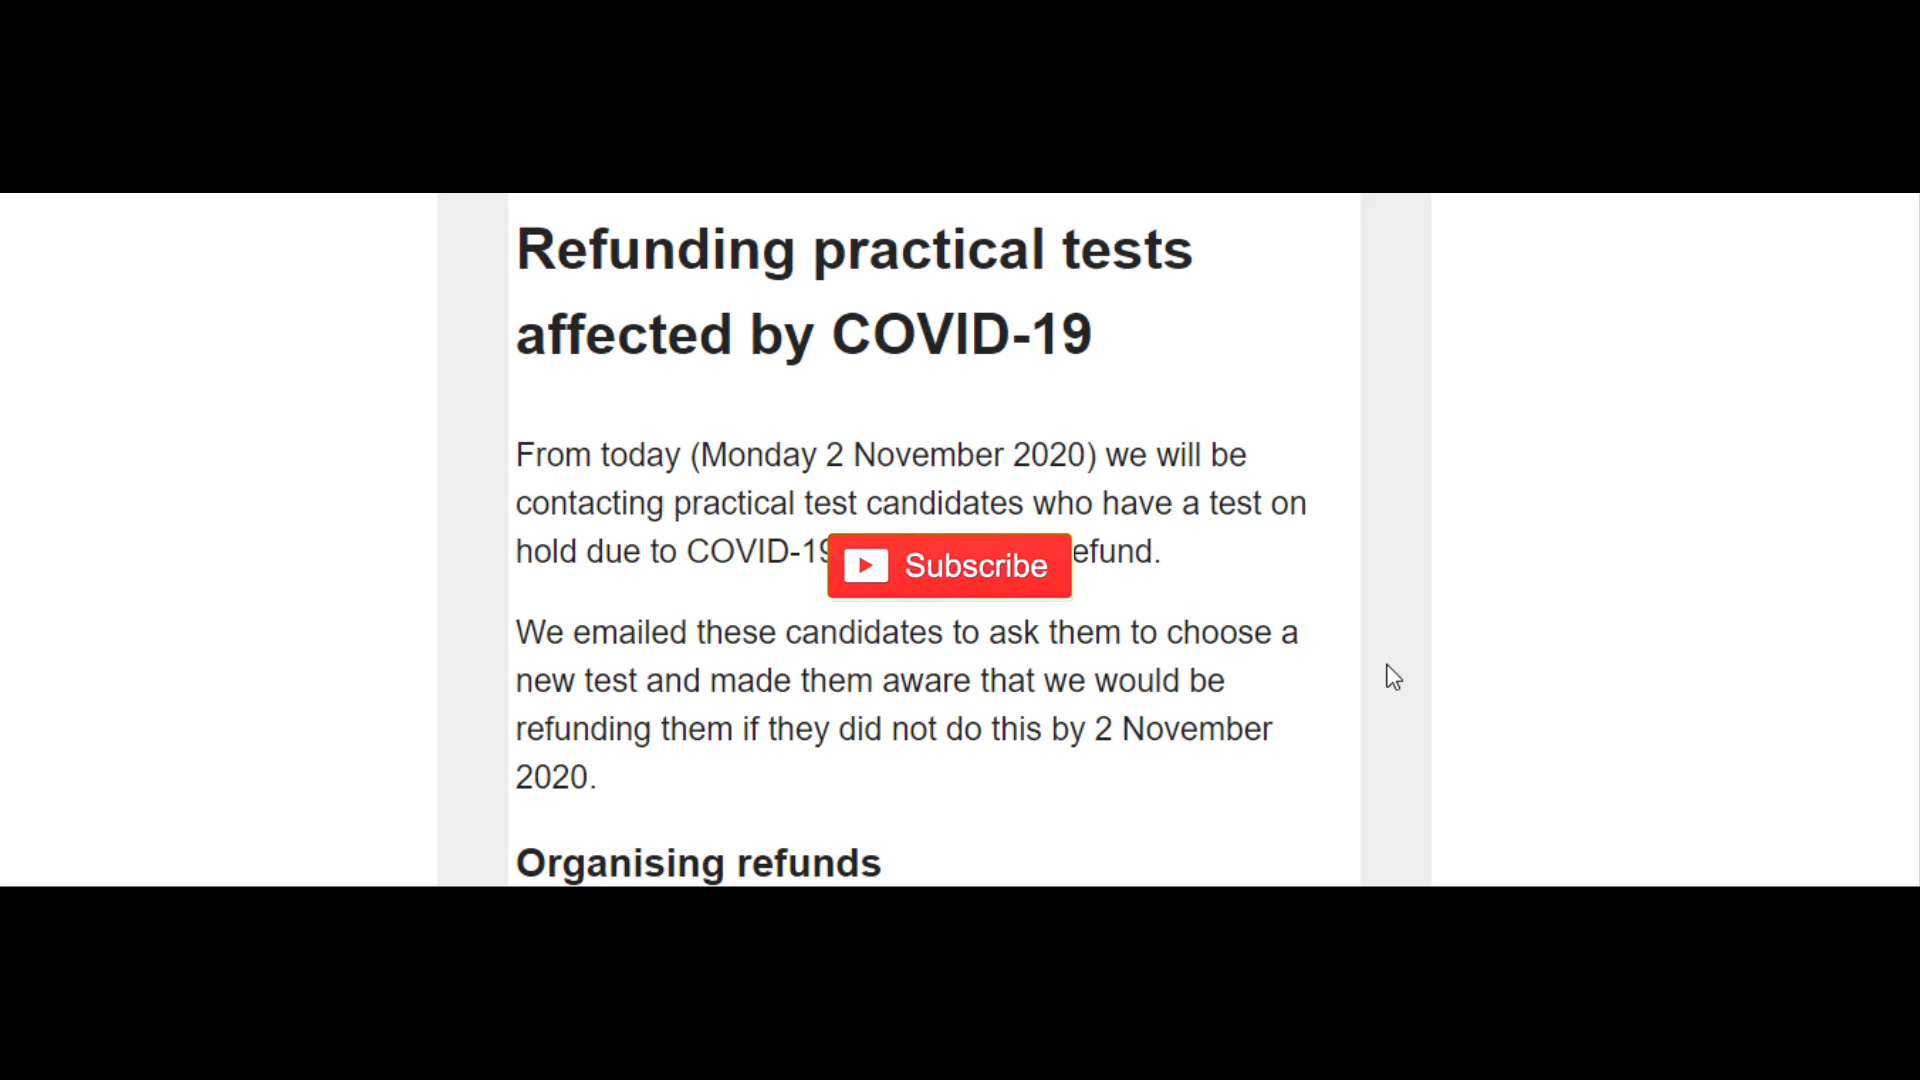 Refunding practical tests
affected by COVID-19
From today (Monday 2 November 2020) we will be
contacting practical test candidates who have a test on
hold due to COVID-19 efund.
Subscribe
We emailed these candidates to ask them to choose a
new test and made them aware that we would be
refunding them if they did not do this by 2 November
2020.
Organising refunds